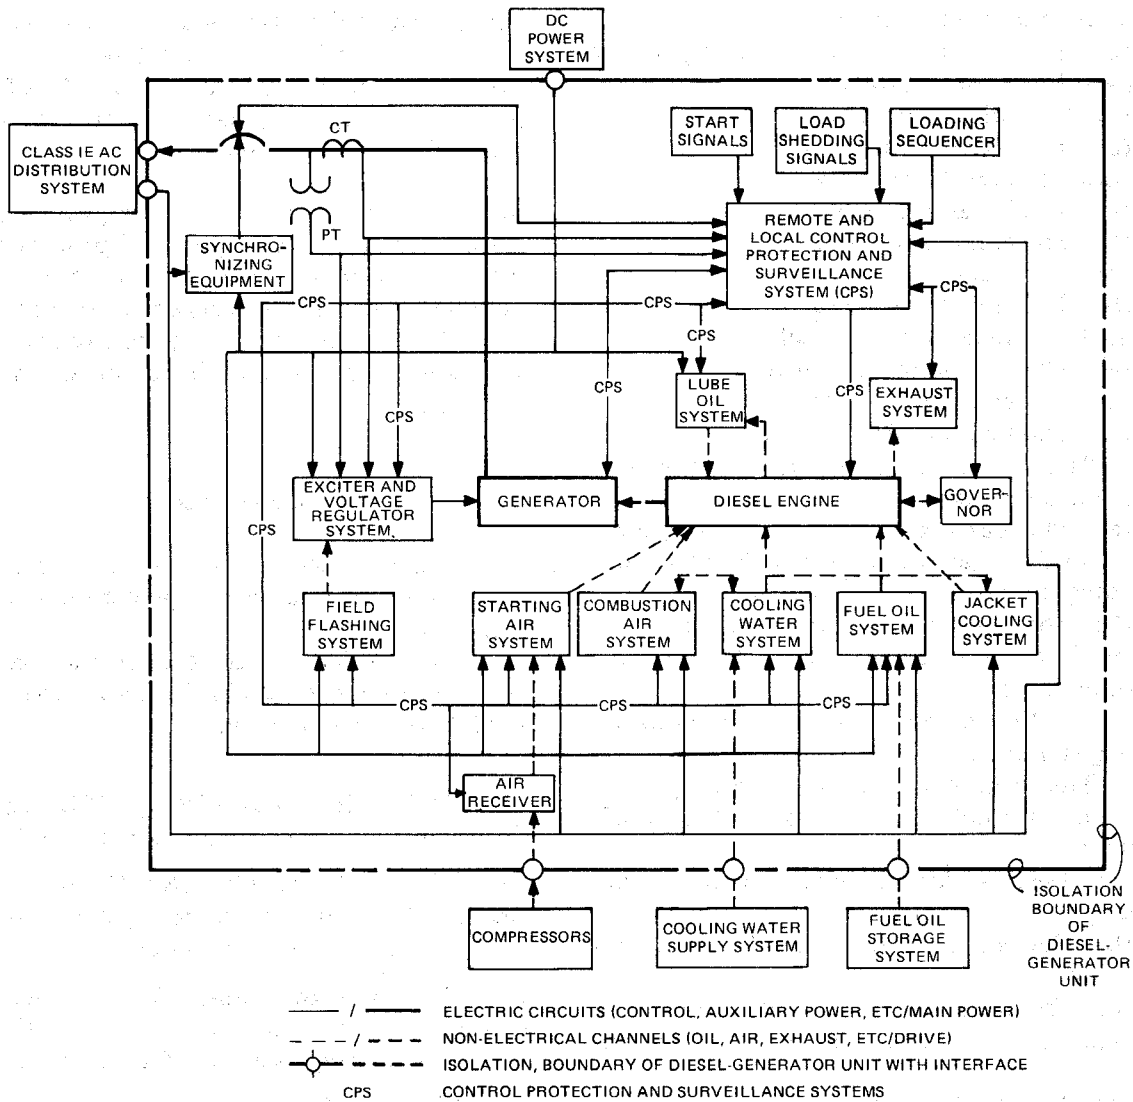 DC
POWER
SYSTEM
CLASS IE AC
DISTRIBUTION
SYSTEM
CT
PT
START
SIGNALS
LOAD
SHEDDING
SIGNALS
LOADING
SEQUENCER
REMOTE AND
LOCAL CONTROL
PROTECTION AND
SURVEILLANCE
SYSTEM (CPS)
SYNCHRO-
NIZING
EQUIPMENT
CPS
CPS
CPS
CPS
CPS
CPS
CPS
CPS
LUBE
OIL
SYSTEM
EXHAUST
SYSTEM
EXCITER AND
VOLTAGE
REGULATOR
SYSTEM
GENERATOR
DIESEL ENGINE
GOVER-
NOR
FIELD
FLASHING
SYSTEM
STARTING
AIR
SYSTEM
COMBUSTION
AIR
SYSTEM
COOLING
WATER
SYSTEM
FUEL OIL
SYSTEM
JACKET
COOLING
SYSTEM
CPS
CPS
CPS
AIR
RECEIVER
COMPRESSORS
COOLING WATER
SUPPLY SYSTEM
FUEL OIL
STORAGE
SYSTEM
ISOLATION
BOUNDARY
OF
DIESEL-
GENERATOR
UNIT
ELECTRIC CIRCUITS (CONTROL, AUXILIARY POWER, ETC/MAIN POWER)
NON-ELECTRICAL CHANNELS (OIL, AIR, EXHAUST, ETC/DRIVE)
ISOLATION, BOUNDARY OF DIESEL-GENERATOR UNIT WITH INTERFACE
CPS CONTROL PROTECTION AND SURVEILLANCE SYSTEMS